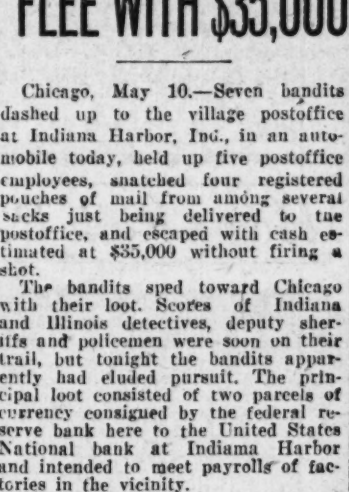 FLEE WITH $35,000
Chicago, May 10.—Seven bandits
dashed up to the village postoffice
at Indiana Harbor, Ind., in an auto-
mobile today, held up five postoffice
employees, snatched four registered
pouches of mail from among several
sacks just being delivered to tne
postoffice, and escaped with cash es-
timated at $35,000 without firing a
shot.
The bandits sped toward Chicago
with their loot. Scores of Indiana
and Illinois detectives, deputy sher-
iffs and policemen were soon on their
trail, but tonight the bandits appar-
ently had eluded pursuit. The prin-
cipal loot consisted of two parcels of
currency consigned by the federal re-
serve bank here to the United States
National bank at Indiama Harbor
and intended to meet payrolls of fac-
tories in the vicinity.